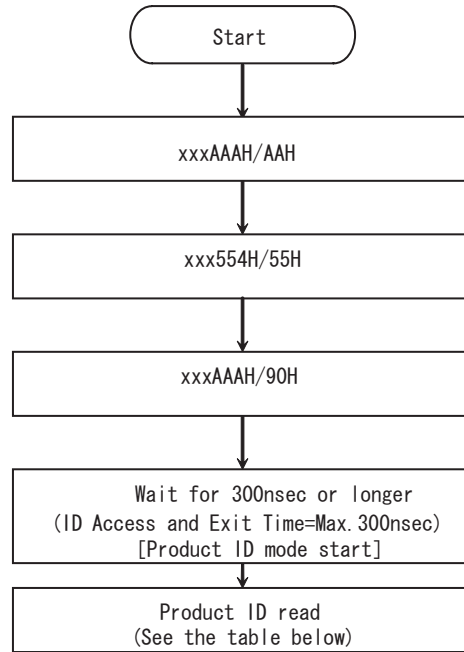 Start
xxxAAAH/AAH
xxx554H/55H
xxxAAAH/90H
Wait for 300nsec or longer
(ID Access and Exit Time=Max.300nsec)
[Product ID mode start]
Product ID read
(See the table below)